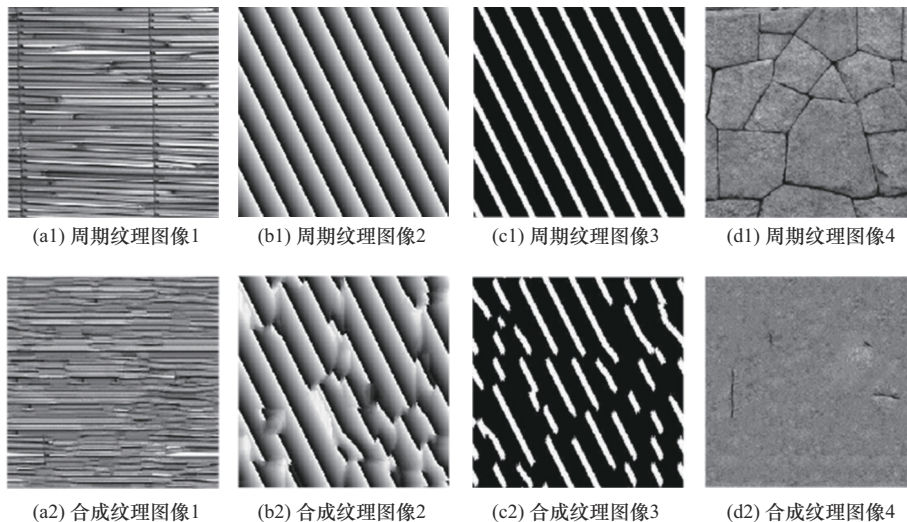 (a1) 周期纹理图像1
(b1) 周期纹理图像2
(c1) 周期纹理图像3
(d1) 周期纹理图像4
(a2) 合成纹理图像1
(b2) 合成纹理图像2
(c2) 合成纹理图像3
(d2) 合成纹理图像4